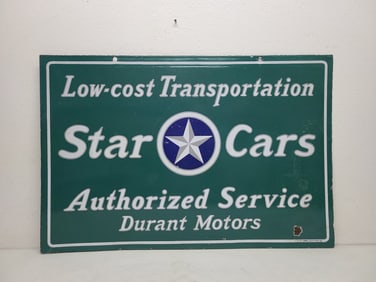 Low-cost Transportation
Star Cars
Authorized Service
Durant Motors